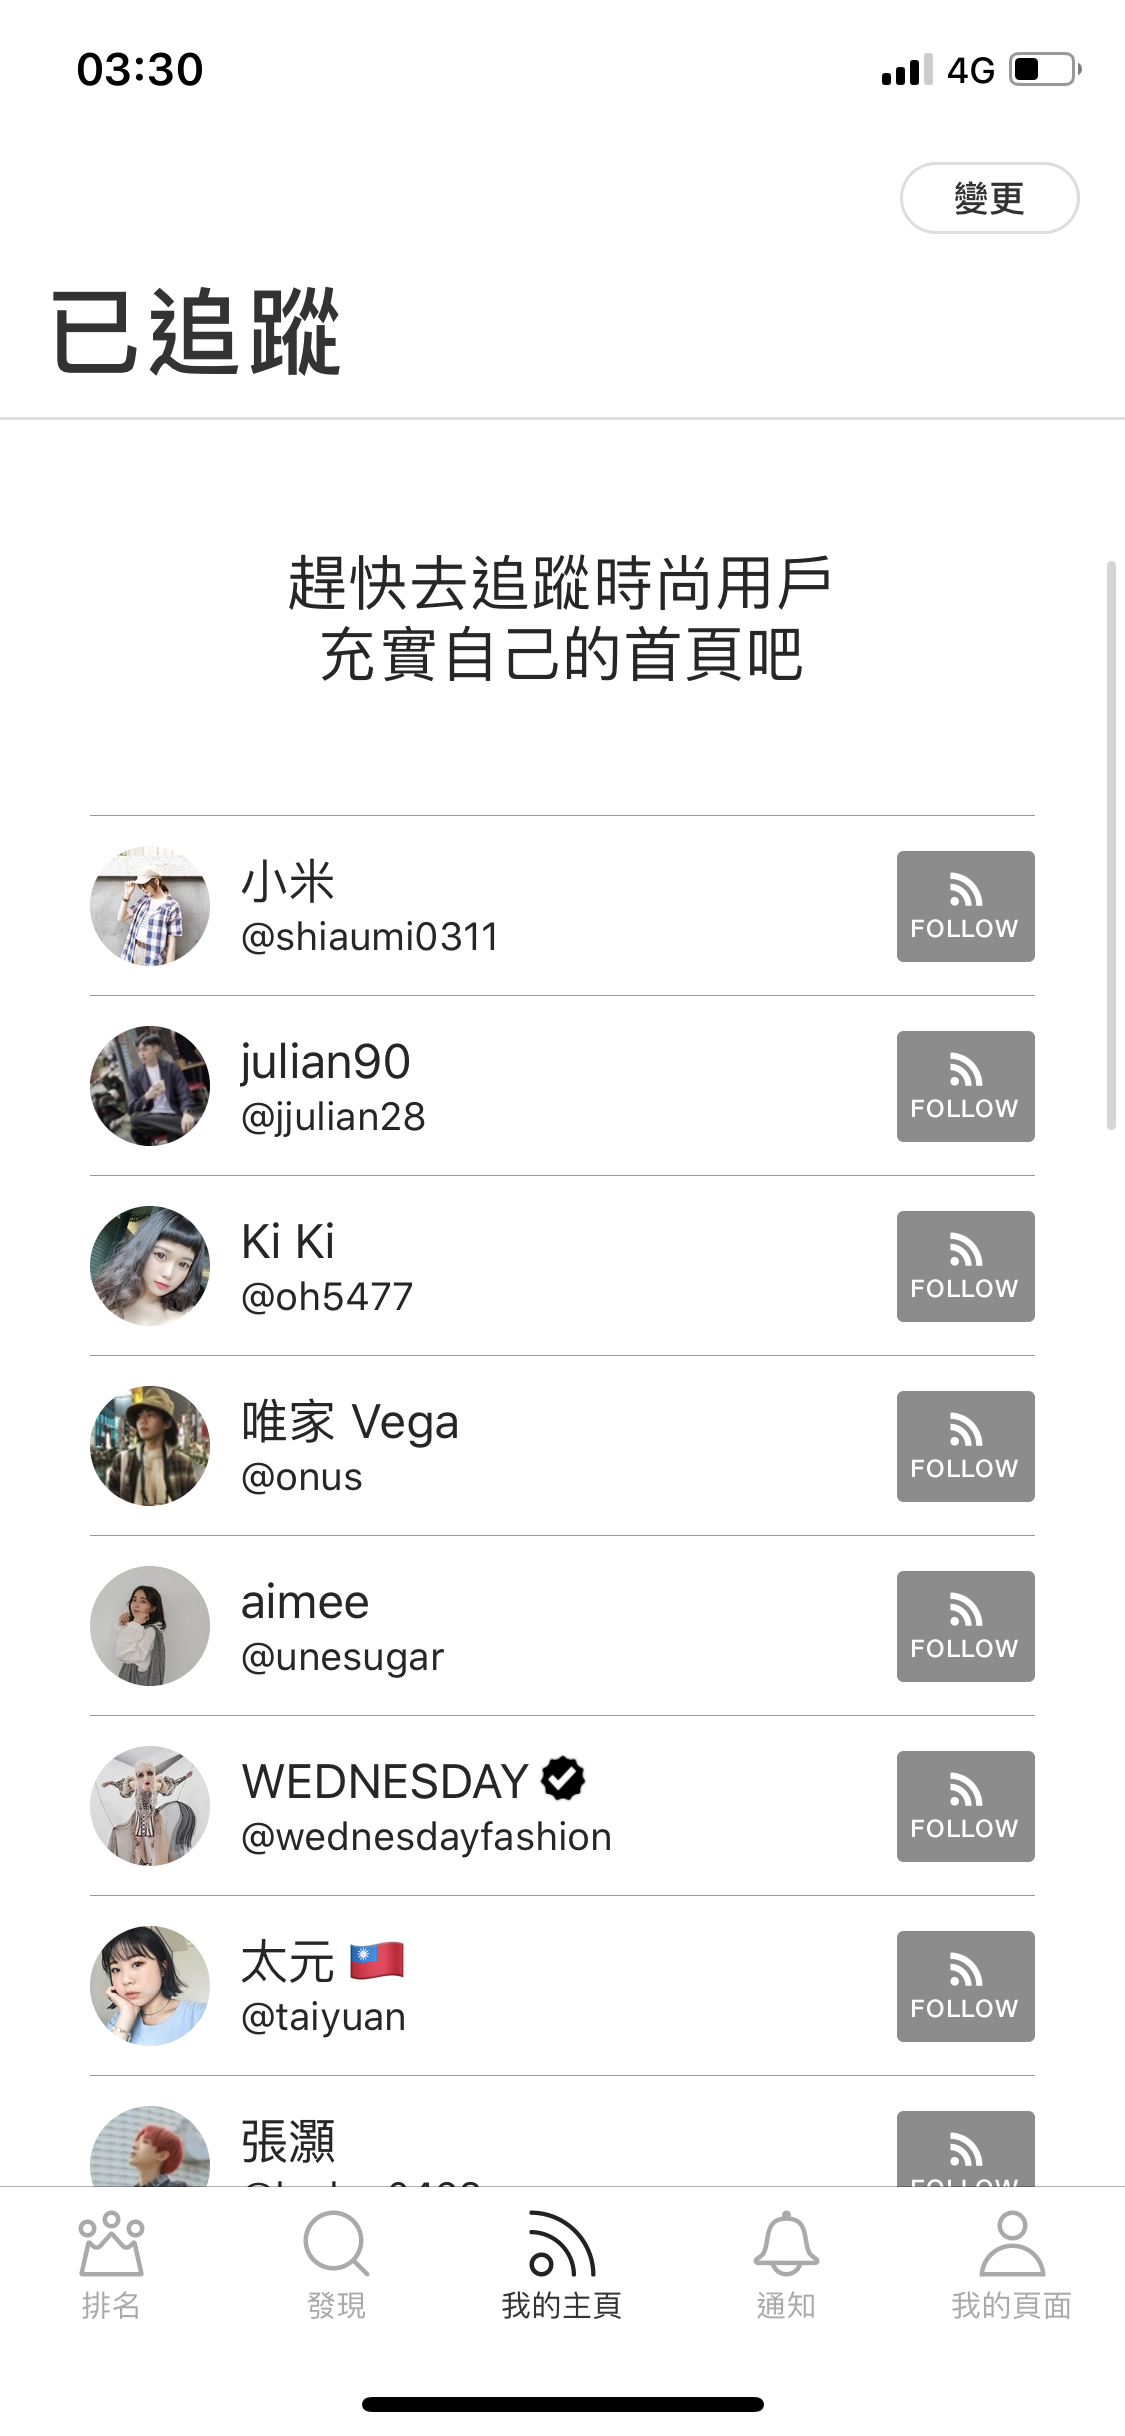 03:30
4G
變更
已追蹤
趕快去追蹤時尚用戶
充實自己的首頁吧
小米
@shiaumi0311
FOLLOW
julian90
@jjulian28
FOLLOW
Ki Ki
@oh5477
FOLLOW
唯家 Vega
@onus
FOLLOW
aimee
@unesugar
FOLLOW
WEDNESDAY
@wednesdayfashion
FOLLOW
太元 🇹🇼
@taiyuan
FOLLOW
張灝
FOLLOW
排名
發現
我的主頁
通知
我的頁面